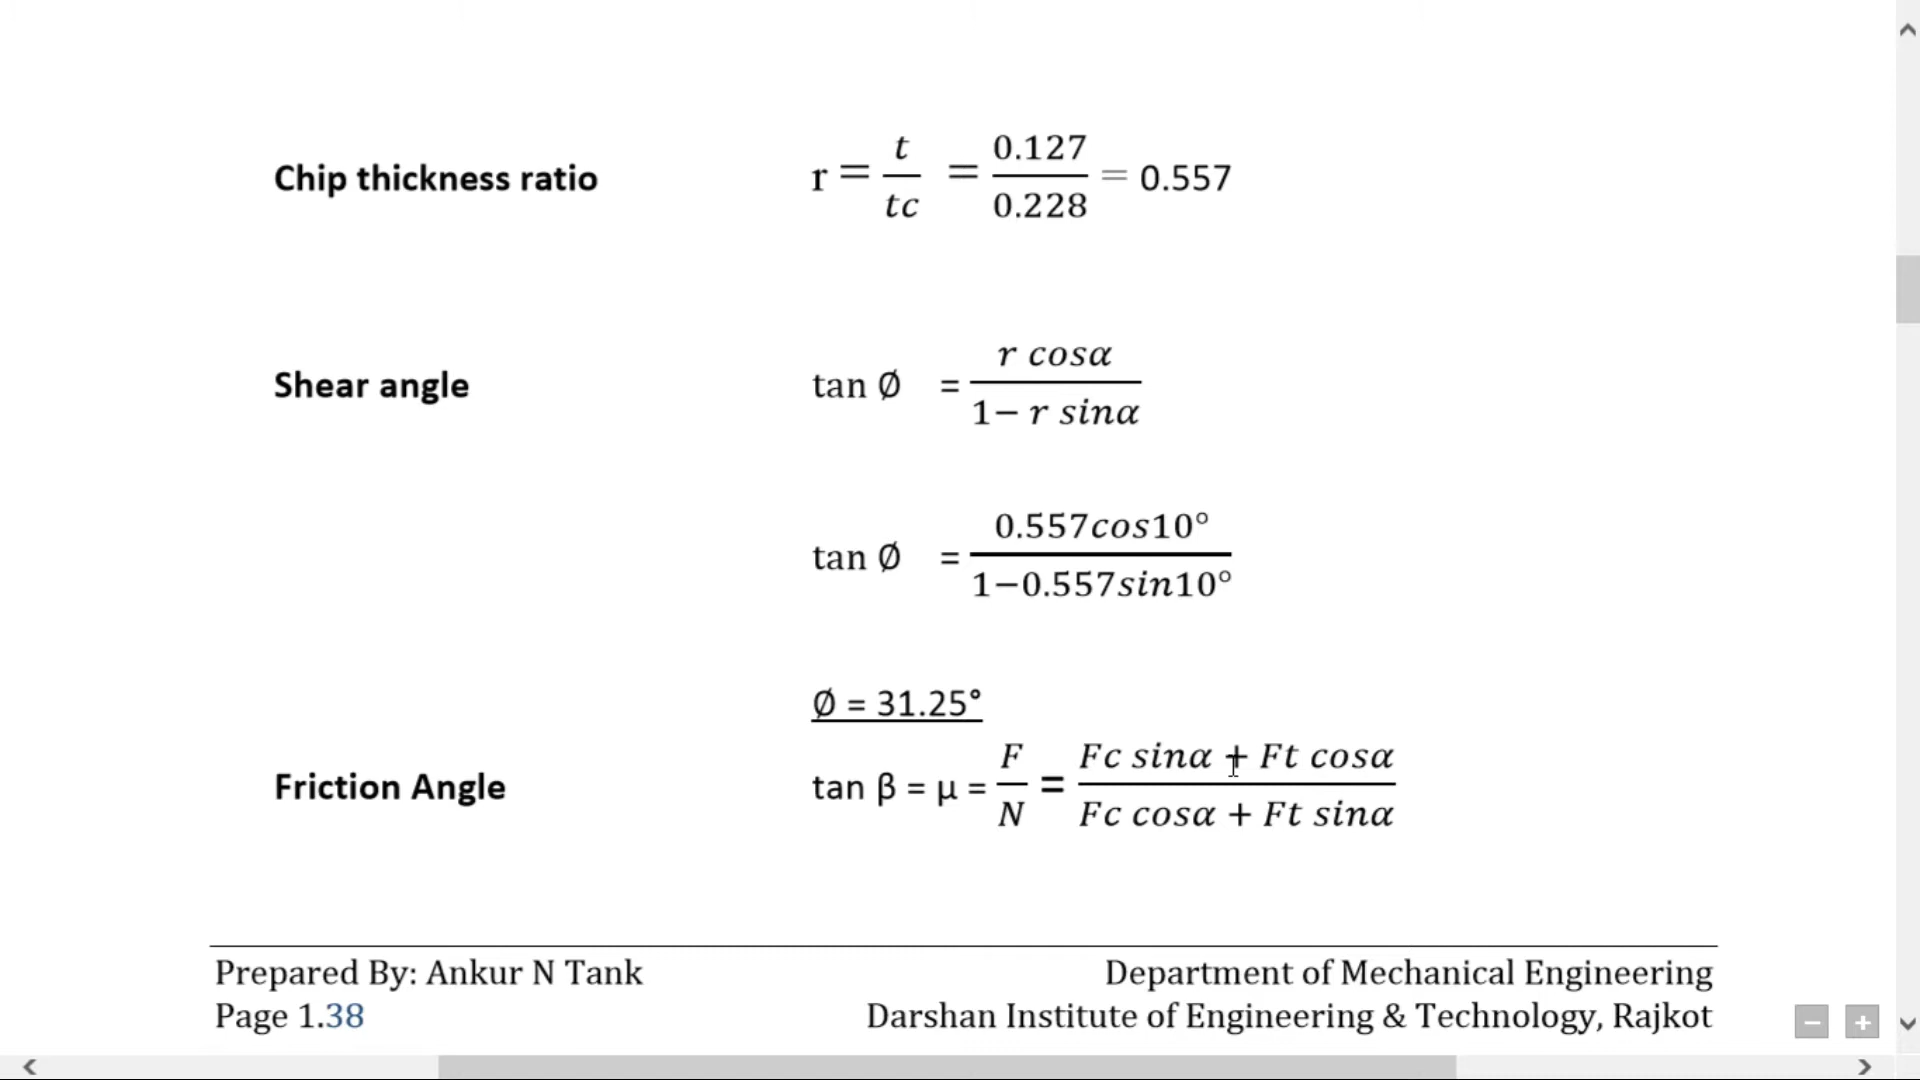 Chip thickness ratio r = t/tc = 0.127/0.228 = 0.557
Shear angle tan Ø = r cosα / 1− r sinα
tan Ø = 0.557cos10° / 1−0.557sin10°
Ø = 31.25°
Friction Angle tan β = μ = F/N = Fc sinα + Ft cosα / Fc cosα + Ft sinα
Prepared By: Ankur N Tank Department of Mechanical Engineering
Page 1.38 Darshan Institute of Engineering & Technology, Rajkot